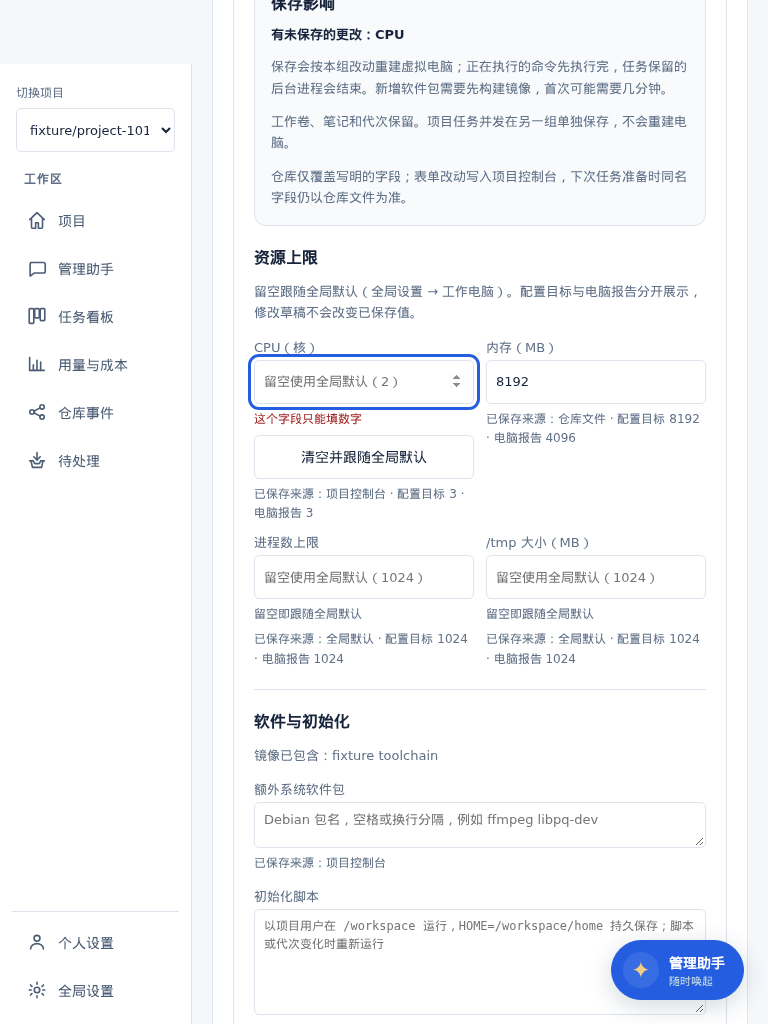 切换项目
fixture/project-101
工作区
项目
管理助手
任务看板
用量与成本
仓库事件
待处理
个人设置
全局设置
保存影响
有未保存的更改：CPU
保存会按本组改动重建虚拟电脑；正在执行的命令先执行完，任务保留的
后台进程会结束。新增软件包需要先构建镜像，首次可能需要几分钟。
工作卷、笔记和代次保留。项目任务并发在另一组单独保存，不会重建电
脑。
仓库仅覆盖写明的字段；表单改动写入项目控制台，下次任务准备时同名
字段仍以仓库文件为准。
资源上限
留空跟随全局默认（全局设置 → 工作电脑）。配置目标与电脑报告分开展示，
修改草稿不会改变已保存值。
CPU（核）
留空使用全局默认（2）
这个字段只能填数字
清空并跟随全局默认
已保存来源：项目控制台 · 配置目标 3 ·
电脑报告 3
内存（MB）
8192
已保存来源：仓库文件 · 配置目标 8192
· 电脑报告 4096
进程数上限
留空使用全局默认（1024）
留空即跟随全局默认
已保存来源：全局默认 · 配置目标 1024
· 电脑报告 1024
/tmp 大小（MB）
留空使用全局默认（1024）
留空即跟随全局默认
已保存来源：全局默认 · 配置目标 1024
· 电脑报告 1024
软件与初始化
镜像已包含：fixture toolchain
额外系统软件包
Debian 包名，空格或换行分隔，例如 ffmpeg libpq-dev
已保存来源：项目控制台
初始化脚本
以项目用户在 /workspace 运行，HOME=/workspace/home 持久保存；脚本
或代次变化时重新运行
管理助手
随时唤起